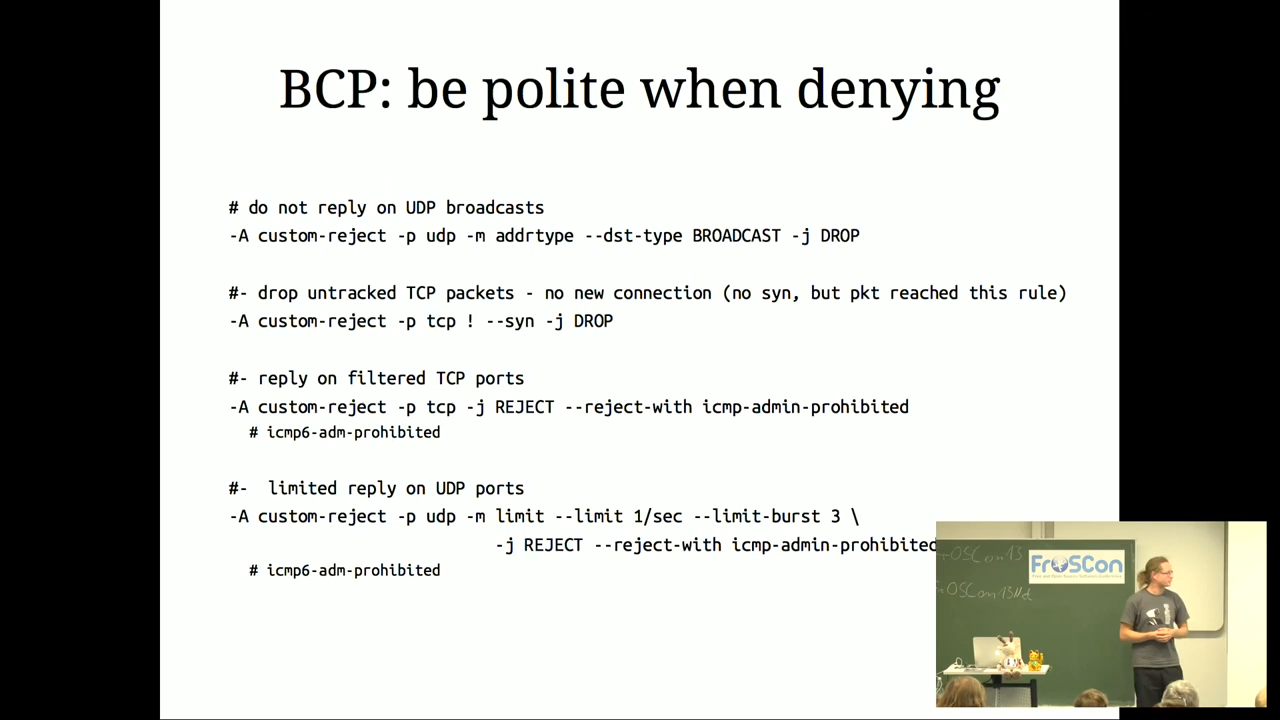 BCP: be polite when denying
# do not reply on UDP broadcasts
-A custom-reject -p udp -m addrtype --dst-type BROADCAST -j DROP
#- drop untracked TCP packets - no new connection (no syn, but pkt reached this rule)
-A custom-reject -p tcp ! --syn -j DROP
#- reply on filtered TCP ports
-A custom-reject -p tcp -j REJECT --reject-with icmp-admin-prohibited
# icmp6-adm-prohibited
#-  limited reply on UDP ports
-A custom-reject -p udp -m limit --limit 1/sec --limit-burst 3 \
-j REJECT --reject-with icmp-admin-prohibited
# icmp6-adm-prohibited
FrOSCon